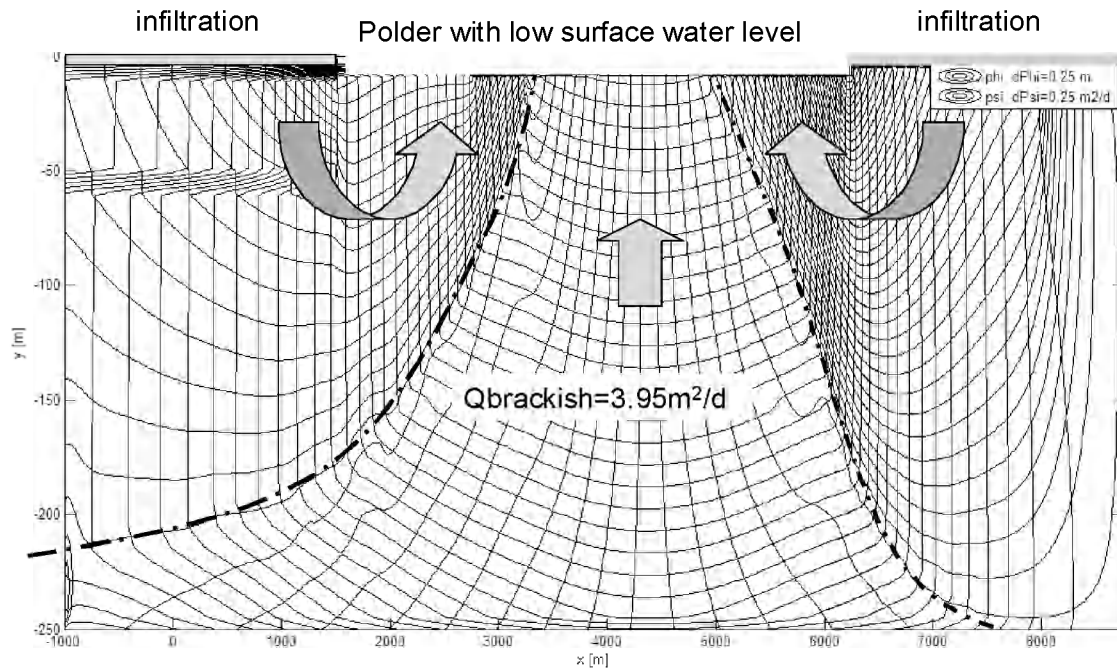 infiltration
Polder with low surface water level
infiltration
0
phi dPhi=0.25 m.
psi dPsi=0.25 m2/d
-50
-100
y [m]
Qbrackish=3.95m²/d
-150
-200
-250
-1000 0 1000 2000 3000 4000 5000 6000 7000 8000
x [m]